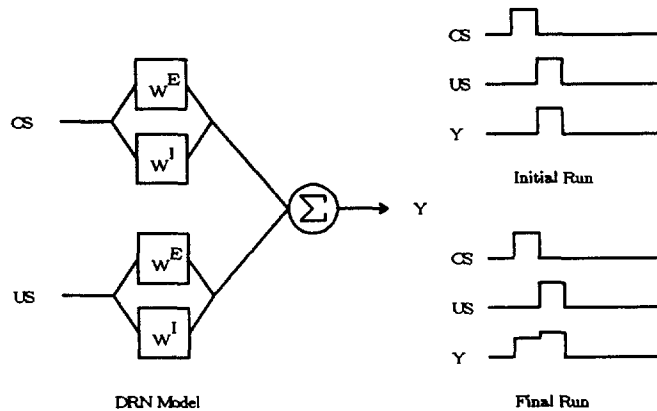 CS
W^E
W^I
US
W^E
W^I
Σ
Y
DRN Model
CS
US
Y
Initial Run
CS
US
Y
Final Run